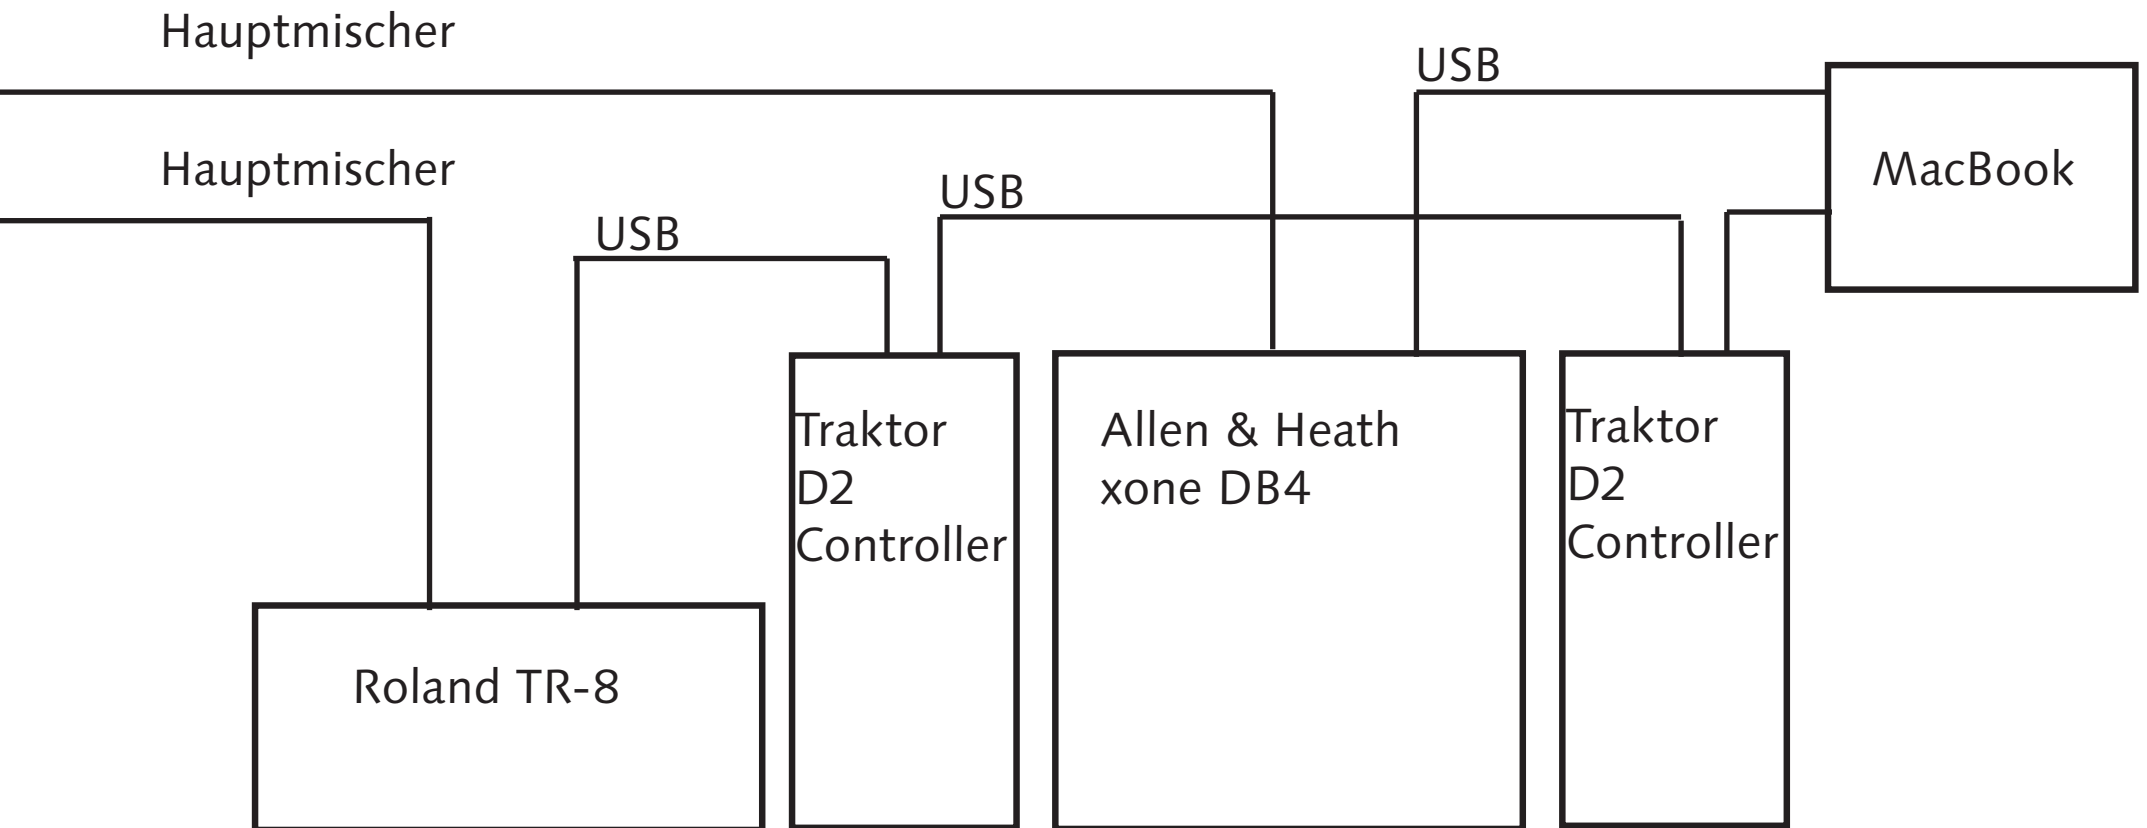 Hauptmischer
USB
Hauptmischer
MacBook
USB
USB
Traktor
D2
Controller
Allen & Heath
xone DB4
Traktor
D2
Controller
Roland TR-8